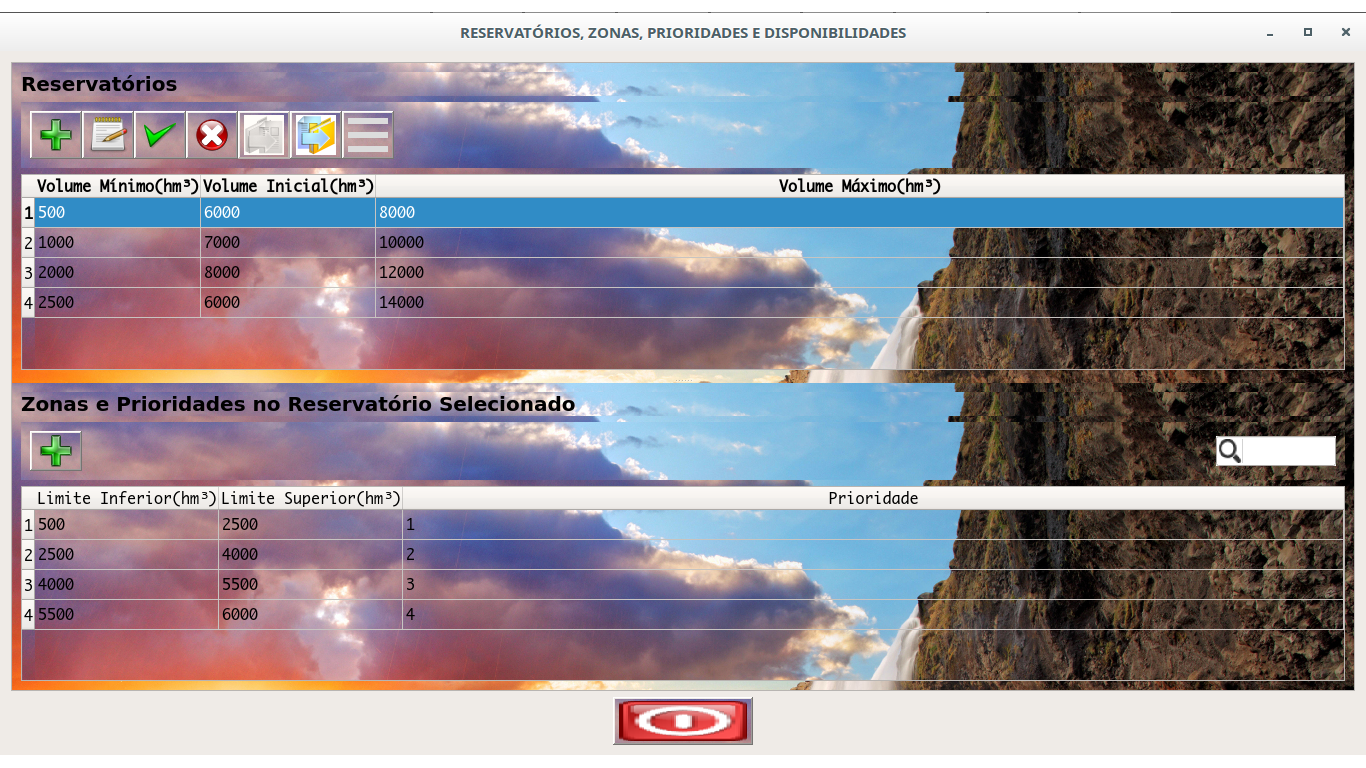 RESERVATÓRIOS, ZONAS, PRIORIDADES E DISPONIBILIDADES
Reservatórios
Volume Mínimo(hm³) Volume Inicial(hm³) Volume Máximo(hm³)
1 500 6000 8000
2 1000 7000 10000
3 2000 8000 12000
4 2500 6000 14000
Zonas e Prioridades no Reservatório Selecionado
Limite Inferior(hm³) Limite Superior(hm³) Prioridade
1 500 2500 1
2 2500 4000 2
3 4000 5500 3
4 5500 6000 4